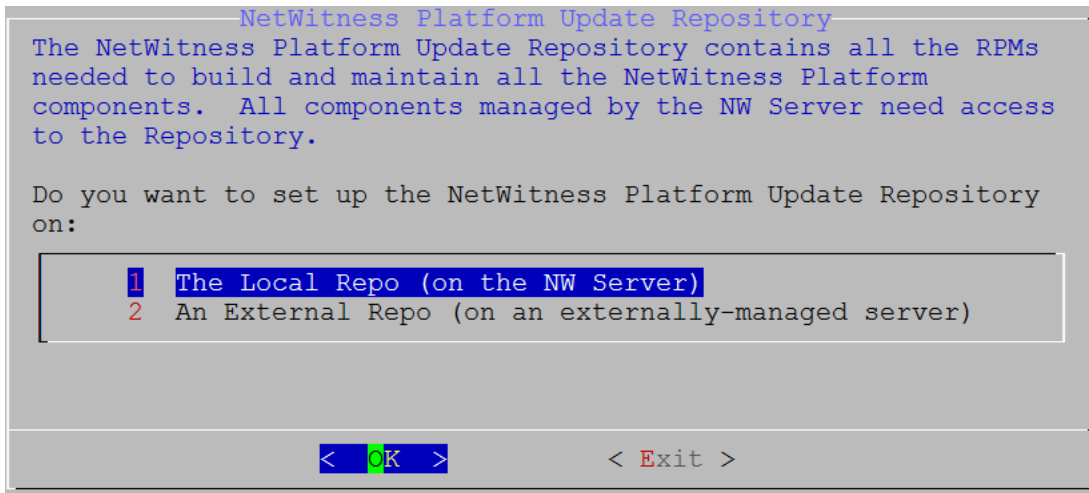 NetWitness Platform Update Repository
The NetWitness Platform Update Repository contains all the RPMs
needed to build and maintain all the NetWitness Platform
components.  All components managed by the NW Server need access
to the Repository.
Do you want to set up the NetWitness Platform Update Repository
on:
1 The Local Repo (on the NW Server)
2 An External Repo (on an externally-managed server)
< OK > < Exit >